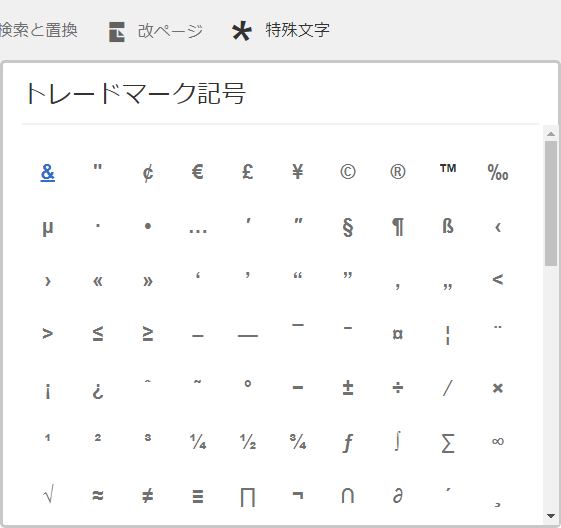 検索と置換 改ページ 特殊文字
トレードマーク記号
& " ¢ € £ ¥ © ® ™ ‰
µ · • … ′ ″ § ¶ ß ‹
› « » ‘ ’ “ ” ‚ „ <
> ≤ ≥ – — ¯ ‾ ¤ ¦ ¨
¡ ¿ ˆ ˜ ° − ± ÷ ⁄ ×
¹ ² ³ ¼ ½ ¾ ƒ ∫ ∑ ∞
√ ≈ ≠ ≡ ∏ ¬ ∩ ∂ ´ ¸